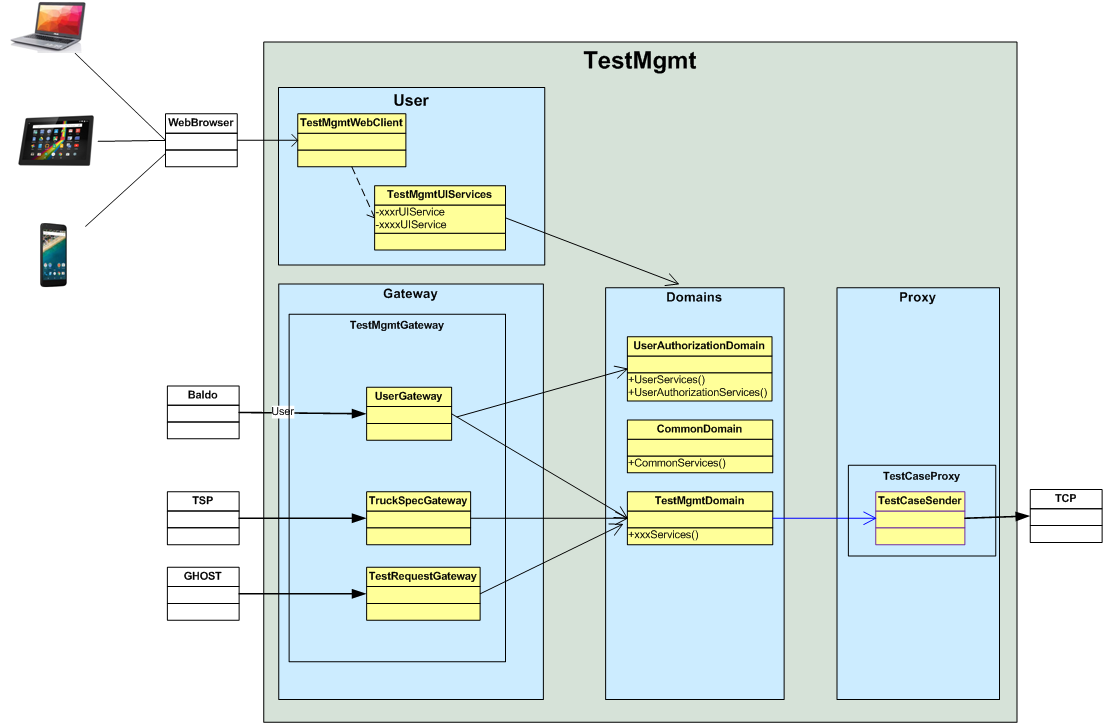 TestMgmt
User
WebBrowser
TestMgmtWebClient
TestMgmtUIServices
-xxxrUIService
-xxxxUIService
Gateway
TestMgmtGateway
Baldo
User
UserGateway
TSP
TruckSpecGateway
GHOST
TestRequestGateway
Domains
UserAuthorizationDomain
+UserServices()
+UserAuthorizationServices()
CommonDomain
+CommonServices()
TestMgmtDomain
+xxxServices()
Proxy
TestCaseProxy
TestCaseSender
TCP